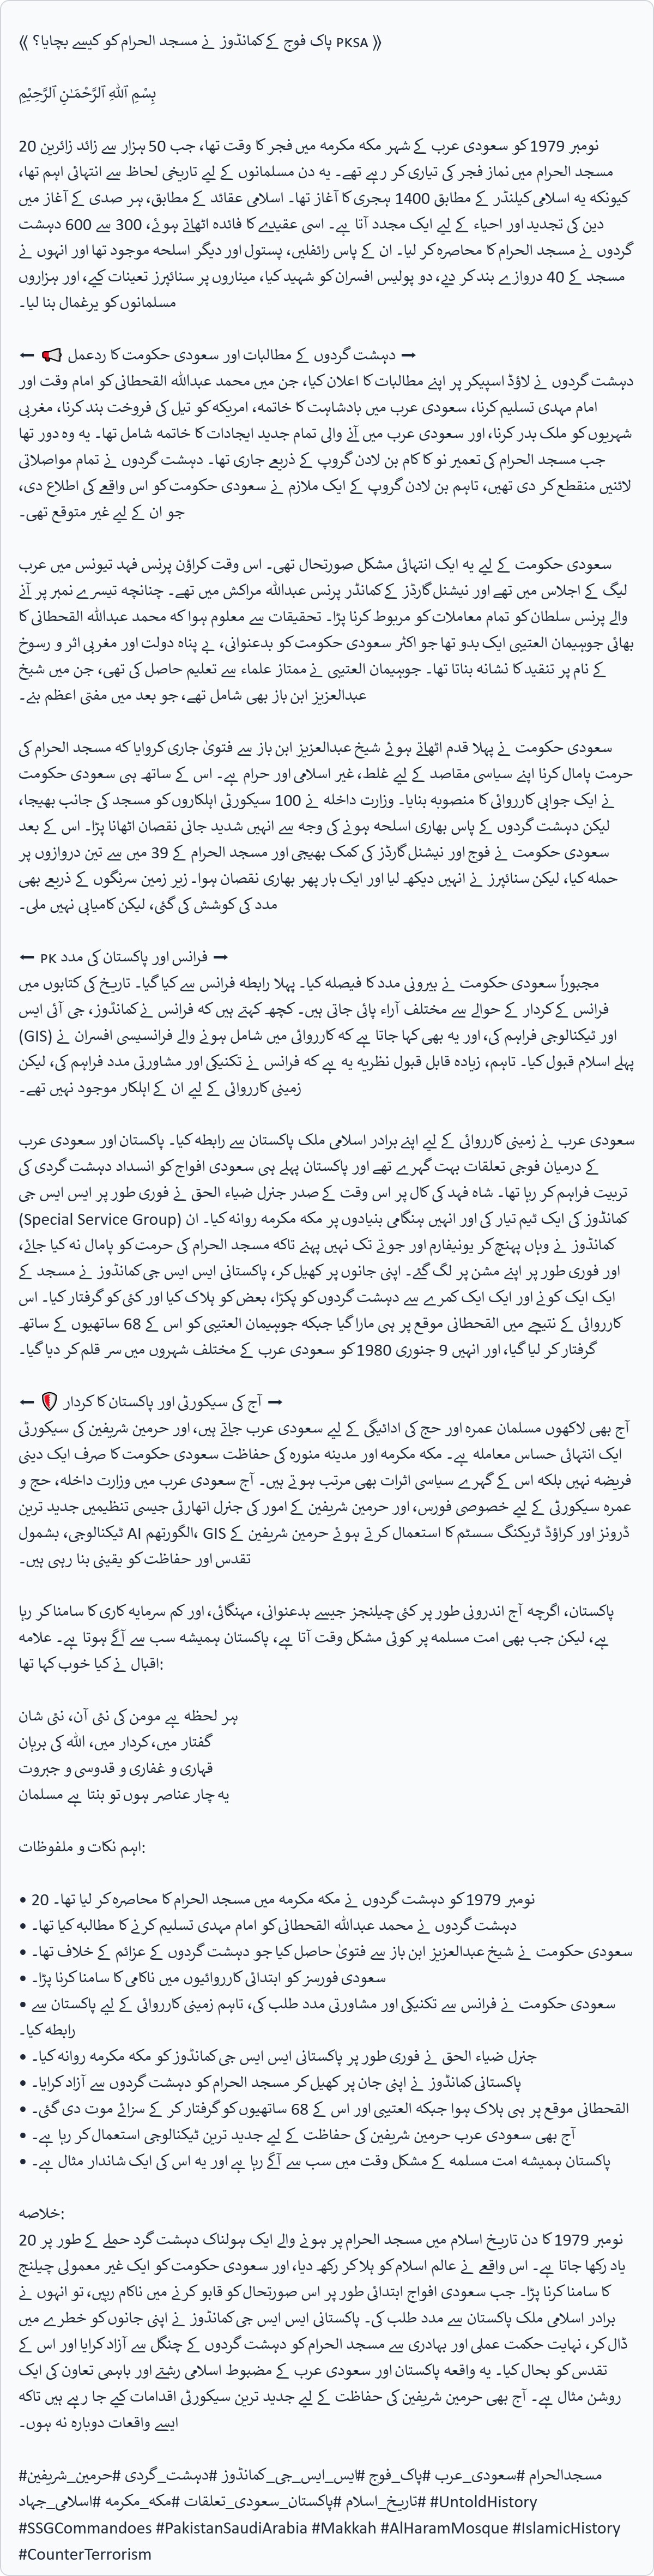 《 PKSA پاک فوج کے کمانڈوز نے مسجد الحرام کو کیسے بچایا؟ 》
بِسْمِ ٱللَّٰهِ ٱلرَّحْمَـٰنِ ٱلرَّحِيْمِ
20 نومبر 1979 کو سعودی عرب کے شہر مکہ مکرمہ میں فجر کا وقت تھا، جب 50 ہزار سے زائد زائرین
مسجد الحرام میں نماز فجر کی تیاری کر رہے تھے۔ یہ دن مسلمانوں کے لیے تاریخی لحاظ سے انتہائی اہم تھا،
کیونکہ یہ اسلامی کیلنڈر کے مطابق 1400 ہجری کا آغاز تھا۔ اسلامی عقائد کے مطابق، ہر صدی کے آغاز میں
دین کی تجدید اور احیاء کے لیے ایک مجدد آتا ہے۔ اسی عقیدے کا فائدہ اٹھاتے ہوئے، 300 سے 600 دہشت
گردوں نے مسجد الحرام کا محاصرہ کر لیا۔ ان کے پاس رائفلیں، پستول اور دیگر اسلحہ موجود تھا اور انہوں نے
مسجد کے 40 دروازے بند کر دیے، دو پولیس افسران کو شہید کیا، میناروں پر سنائپرز تعینات کیے، اور ہزاروں
مسلمانوں کو یرغمال بنا لیا۔
➡️ دہشت گردوں کے مطالبات اور سعودی حکومت کا ردعمل 📢 ⬅️
دہشت گردوں نے لاؤڈ اسپیکر پر اپنے مطالبات کا اعلان کیا، جن میں محمد عبداللہ القحطانی کو امام وقت اور
امام مہدی تسلیم کرنا، سعودی عرب میں بادشاہت کا خاتمہ، امریکہ کو تیل کی فروخت بند کرنا، مغربی
شہریوں کو ملک بدر کرنا، اور سعودی عرب میں آنے والی تمام جدید ایجادات کا خاتمہ شامل تھا۔ یہ وہ دور تھا
جب مسجد الحرام کی تعمیر نو کا کام بن لادن گروپ کے ذریعے جاری تھا۔ دہشت گردوں نے تمام مواصلاتی
لائنیں منقطع کر دی تھیں، تاہم بن لادن گروپ کے ایک ملازم نے سعودی حکومت کو اس واقعے کی اطلاع دی،
جو ان کے لیے غیر متوقع تھی۔
سعودی حکومت کے لیے یہ ایک انتہائی مشکل صورتحال تھی۔ اس وقت کراؤن پرنس فہد تیونس میں عرب
لیگ کے اجلاس میں تھے اور نیشنل گارڈز کے کمانڈر پرنس عبداللہ مراکش میں تھے۔ چنانچہ تیسرے نمبر پر آنے
والے پرنس سلطان کو تمام معاملات کو مربوط کرنا پڑا۔ تحقیقات سے معلوم ہوا کہ محمد عبداللہ القحطانی کا
بھائی جوہیمان العتیبی ایک بدو تھا جو اکثر سعودی حکومت کو بدعنوانی، بے پناہ دولت اور مغربی اثر و رسوخ
کے نام پر تنقید کا نشانہ بناتا تھا۔ جوہیمان العتیبی نے ممتاز علماء سے تعلیم حاصل کی تھی، جن میں شیخ
عبدالعزیز ابن باز بھی شامل تھے، جو بعد میں مفتی اعظم بنے۔
سعودی حکومت نے پہلا قدم اٹھاتے ہوئے شیخ عبدالعزیز ابن باز سے فتویٰ جاری کروایا کہ مسجد الحرام کی
حرمت پامال کرنا اپنے سیاسی مقاصد کے لیے غلط، غیر اسلامی اور حرام ہے۔ اس کے ساتھ ہی سعودی حکومت
نے ایک جوابی کارروائی کا منصوبہ بنایا۔ وزارت داخلہ نے 100 سیکورٹی اہلکاروں کو مسجد کی جانب بھیجا،
لیکن دہشت گردوں کے پاس بھاری اسلحہ ہونے کی وجہ سے انہیں شدید جانی نقصان اٹھانا پڑا۔ اس کے بعد
سعودی حکومت نے فوج اور نیشنل گارڈز کی کمک بھیجی اور مسجد الحرام کے 39 میں سے تین دروازوں پر
حملہ کیا، لیکن سنائپرز نے انہیں دیکھ لیا اور ایک بار پھر بھاری نقصان ہوا۔ زیر زمین سرنگوں کے ذریعے بھی
مدد کی کوشش کی گئی، لیکن کامیابی نہیں ملی۔
➡️ فرانس اور پاکستان کی مدد PK ⬅️
مجبوراً سعودی حکومت نے بیرونی مدد کا فیصلہ کیا۔ پہلا رابطہ فرانس سے کیا گیا۔ تاریخ کی کتابوں میں
فرانس کے کردار کے حوالے سے مختلف آراء پائی جاتی ہیں۔ کچھ کہتے ہیں کہ فرانس نے کمانڈوز، جی آئی ایس
(GIS) اور ٹیکنالوجی فراہم کی، اور یہ بھی کہا جاتا ہے کہ کارروائی میں شامل ہونے والے فرانسیسی افسران نے
پہلے اسلام قبول کیا۔ تاہم، زیادہ قابل قبول نظریہ یہ ہے کہ فرانس نے تکنیکی اور مشاورتی مدد فراہم کی، لیکن
زمینی کارروائی کے لیے ان کے اہلکار موجود نہیں تھے۔
سعودی عرب نے زمینی کارروائی کے لیے اپنے برادر اسلامی ملک پاکستان سے رابطہ کیا۔ پاکستان اور سعودی عرب
کے درمیان فوجی تعلقات بہت گہرے تھے اور پاکستان پہلے ہی سعودی افواج کو انسداد دہشت گردی کی
تربیت فراہم کر رہا تھا۔ شاہ فہد کی کال پر اس وقت کے صدر جنرل ضیاء الحق نے فوری طور پر ایس ایس جی
(Special Service Group) کمانڈوز کی ایک ٹیم تیار کی اور انہیں ہنگامی بنیادوں پر مکہ مکرمہ روانہ کیا۔ ان
کمانڈوز نے وہاں پہنچ کر یونیفارم اور جوتے تک نہیں پہنے تاکہ مسجد الحرام کی حرمت کو پامال نہ کیا جائے،
اور فوری طور پر اپنے مشن پر لگ گئے۔ اپنی جانوں پر کھیل کر، پاکستانی ایس ایس جی کمانڈوز نے مسجد کے
ایک ایک کونے اور ایک ایک کمرے سے دہشت گردوں کو پکڑا، بعض کو ہلاک کیا اور کئی کو گرفتار کیا۔ اس
کارروائی کے نتیجے میں القحطانی موقع پر ہی مارا گیا جبکہ جوہیمان العتیبی کو اس کے 68 ساتھیوں کے ساتھ
گرفتار کر لیا گیا، اور انہیں 9 جنوری 1980 کو سعودی عرب کے مختلف شہروں میں سر قلم کر دیا گیا۔
➡️ آج کی سیکورٹی اور پاکستان کا کردار 🛡️ ⬅️
آج بھی لاکھوں مسلمان عمرہ اور حج کی ادائیگی کے لیے سعودی عرب جاتے ہیں، اور حرمین شریفین کی سیکورٹی
ایک انتہائی حساس معاملہ ہے۔ مکہ مکرمہ اور مدینہ منورہ کی حفاظت سعودی حکومت کا صرف ایک دینی
فریضہ نہیں بلکہ اس کے گہرے سیاسی اثرات بھی مرتب ہوتے ہیں۔ آج سعودی عرب میں وزارت داخلہ، حج و
عمرہ سیکورٹی کے لیے خصوصی فورس، اور حرمین شریفین کے امور کی جنرل اتھارٹی جیسی تنظیمیں جدید ترین
ٹیکنالوجی، بشمول AI الگورتھم، GIS ڈرونز اور کراؤڈ ٹریکنگ سسٹم کا استعمال کرتے ہوئے حرمین شریفین کے
تقدس اور حفاظت کو یقینی بنا رہی ہیں۔
پاکستان، اگرچہ آج اندرونی طور پر کئی چیلنجز جیسے بدعنوانی، مہنگائی، اور کم سرمایہ کاری کا سامنا کر رہا
ہے، لیکن جب بھی امت مسلمہ پر کوئی مشکل وقت آتا ہے، پاکستان ہمیشہ سب سے آگے ہوتا ہے۔ علامہ
اقبال نے کیا خوب کہا تھا:
ہر لحظہ ہے مومن کی نئی آن، نئی شان
گفتار میں، کردار میں، اللہ کی برہان
قہاری و غفاری و قدوسی و جبروت
یہ چار عناصر ہوں تو بنتا ہے مسلمان
اہم نکات و ملفوظات:
• 20 نومبر 1979 کو دہشت گردوں نے مکہ مکرمہ میں مسجد الحرام کا محاصرہ کر لیا تھا۔
• دہشت گردوں نے محمد عبداللہ القحطانی کو امام مہدی تسلیم کرنے کا مطالبہ کیا تھا۔
• سعودی حکومت نے شیخ عبدالعزیز ابن باز سے فتویٰ حاصل کیا جو دہشت گردوں کے عزائم کے خلاف تھا۔
• سعودی فورسز کو ابتدائی کارروائیوں میں ناکامی کا سامنا کرنا پڑا۔
• سعودی حکومت نے فرانس سے تکنیکی اور مشاورتی مدد طلب کی، تاہم زمینی کارروائی کے لیے پاکستان سے
رابطہ کیا۔
• جنرل ضیاء الحق نے فوری طور پر پاکستانی ایس ایس جی کمانڈوز کو مکہ مکرمہ روانہ کیا۔
• پاکستانی کمانڈوز نے اپنی جان پر کھیل کر مسجد الحرام کو دہشت گردوں سے آزاد کرایا۔
• القحطانی موقع پر ہی ہلاک ہوا جبکہ العتیبی اور اس کے 68 ساتھیوں کو گرفتار کر کے سزائے موت دی گئی۔
• آج بھی سعودی عرب حرمین شریفین کی حفاظت کے لیے جدید ترین ٹیکنالوجی استعمال کر رہا ہے۔
• پاکستان ہمیشہ امت مسلمہ کے مشکل وقت میں سب سے آگے رہا ہے اور یہ اس کی ایک شاندار مثال ہے۔
خلاصہ:
20 نومبر 1979 کا دن تاریخ اسلام میں مسجد الحرام پر ہونے والے ایک ہولناک دہشت گرد حملے کے طور پر
یاد رکھا جاتا ہے۔ اس واقعے نے عالم اسلام کو ہلا کر رکھ دیا، اور سعودی حکومت کو ایک غیر معمولی چیلنج
کا سامنا کرنا پڑا۔ جب سعودی افواج ابتدائی طور پر اس صورتحال کو قابو کرنے میں ناکام رہیں، تو انہوں نے
برادر اسلامی ملک پاکستان سے مدد طلب کی۔ پاکستانی ایس ایس جی کمانڈوز نے اپنی جانوں کو خطرے میں
ڈال کر، نہایت حکمت عملی اور بہادری سے مسجد الحرام کو دہشت گردوں کے چنگل سے آزاد کرایا اور اس کے
تقدس کو بحال کیا۔ یہ واقعہ پاکستان اور سعودی عرب کے مضبوط اسلامی رشتے اور باہمی تعاون کی ایک
روشن مثال ہے۔ آج بھی حرمین شریفین کی حفاظت کے لیے جدید ترین سیکورٹی اقدامات کیے جا رہے ہیں تاکہ
ایسے واقعات دوبارہ نہ ہوں۔
#مسجدالحرام #سعودی_عرب #پاک_فوج #ایس_ایس_جی_کمانڈوز #دہشت_گردی #حرمین_شریفین
#تاریخ_اسلام #پاکستان_سعودی_تعلقات #مکہ_مکرمہ #اسلامی_جہاد #UntoldHistory
#SSGCommandoes #PakistanSaudiArabia #Makkah #AlHaramMosque #IslamicHistory
#CounterTerrorism